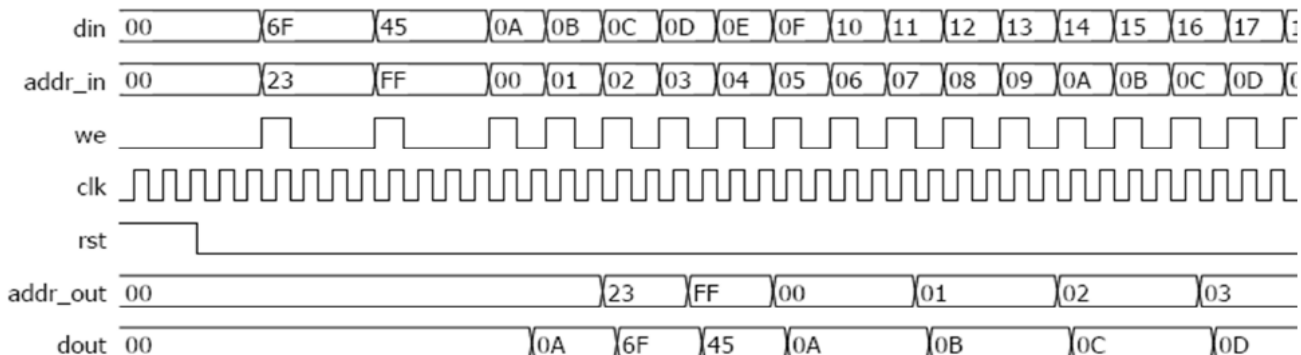 din 00 6F 45 0A 0B 0C 0D 0E 0F 10 11 12 13 14 15 16 17
addr_in 00 23 FF 00 01 02 03 04 05 06 07 08 09 0A 0B 0C 0D
we
clk
rst
addr_out 00 23 FF 00 01 02 03
dout 00 0A 6F 45 0A 0B 0C 0D